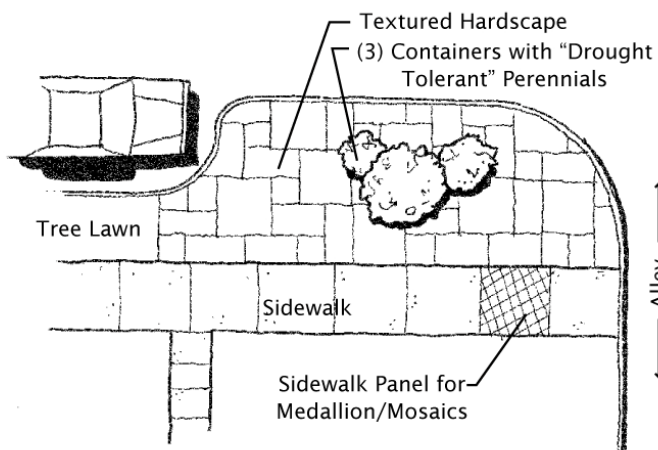 Textured Hardscape
(3) Containers with “Drought
Tolerant” Perennials
Tree Lawn
Sidewalk
Alley
Sidewalk Panel for
Medallion/Mosaics